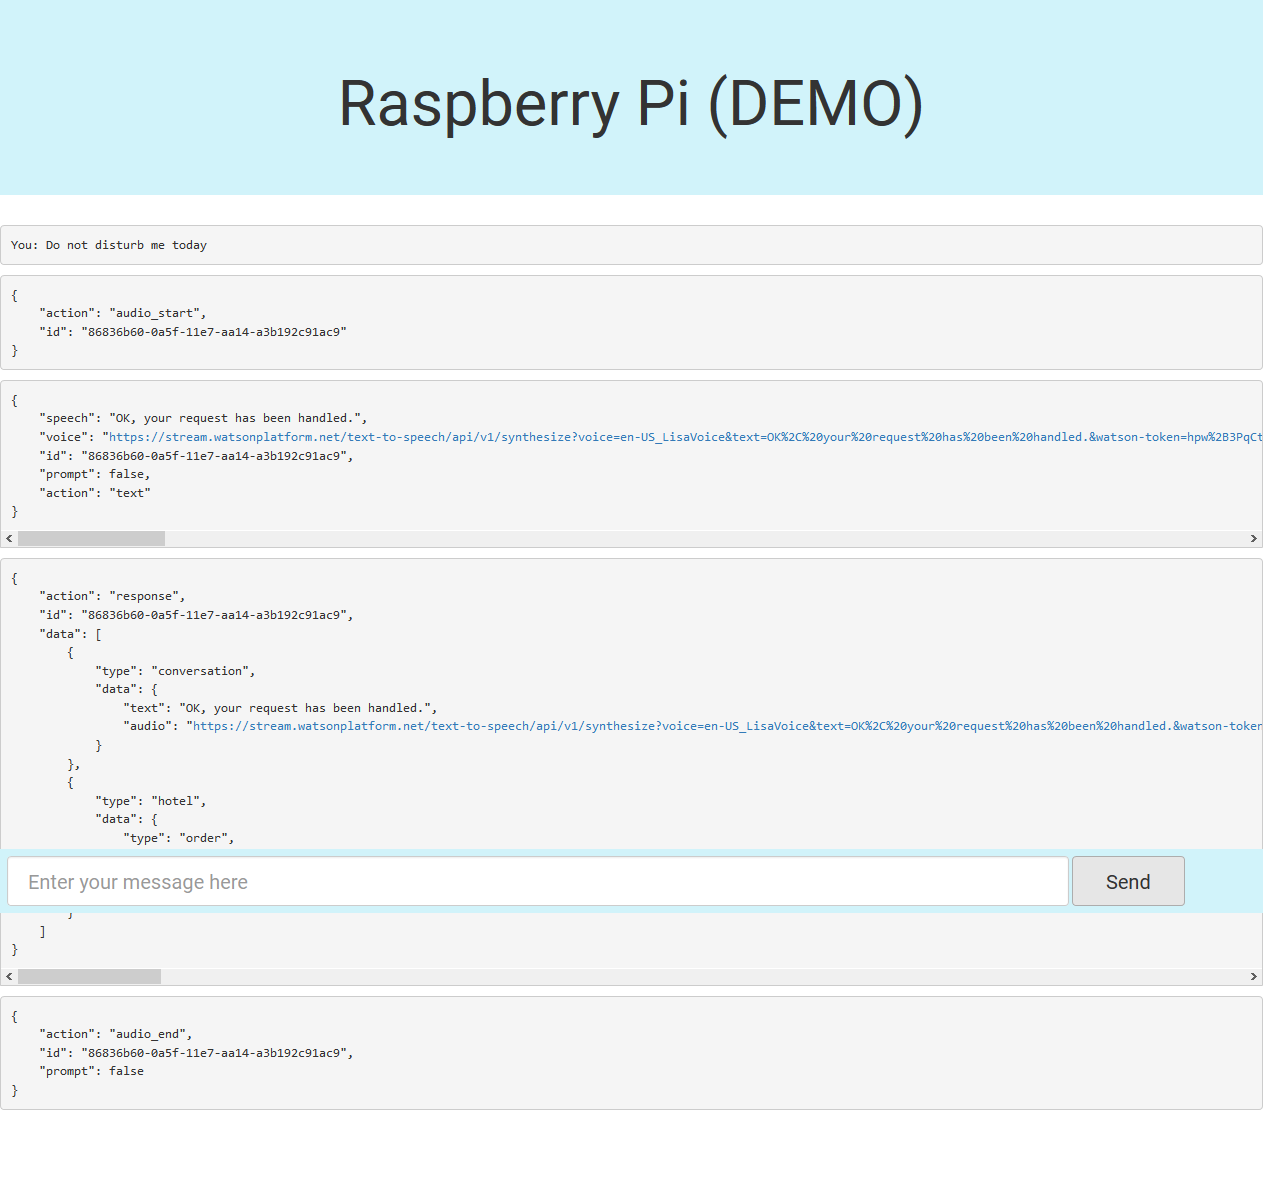 Raspberry Pi (DEMO)
You: Do not disturb me today
{
    "action": "audio_start",
    "id": "86836b60-0a5f-11e7-aa14-a3b192c91ac9"
}
{
    "speech": "OK, your request has been handled.",
    "voice": "https://stream.watsonplatform.net/text-to-speech/api/v1/synthesize?voice=en-US_LisaVoice&text=OK%2C%20your%20request%20has%20been%20handled.&watson-token=hpw%2B3PqCt
    "id": "86836b60-0a5f-11e7-aa14-a3b192c91ac9",
    "prompt": false,
    "action": "text"
}
{
    "action": "response",
    "id": "86836b60-0a5f-11e7-aa14-a3b192c91ac9",
    "data": [
        {
            "type": "conversation",
            "data": {
                "text": "OK, your request has been handled.",
                "audio": "https://stream.watsonplatform.net/text-to-speech/api/v1/synthesize?voice=en-US_LisaVoice&text=OK%2C%20your%20request%20has%20been%20handled.&watson-token
            }
        },
        {
            "type": "hotel",
            "data": {
                "type": "order",
Enter your message here
Send
        }
    ]
}
{
    "action": "audio_end",
    "id": "86836b60-0a5f-11e7-aa14-a3b192c91ac9",
    "prompt": false
}